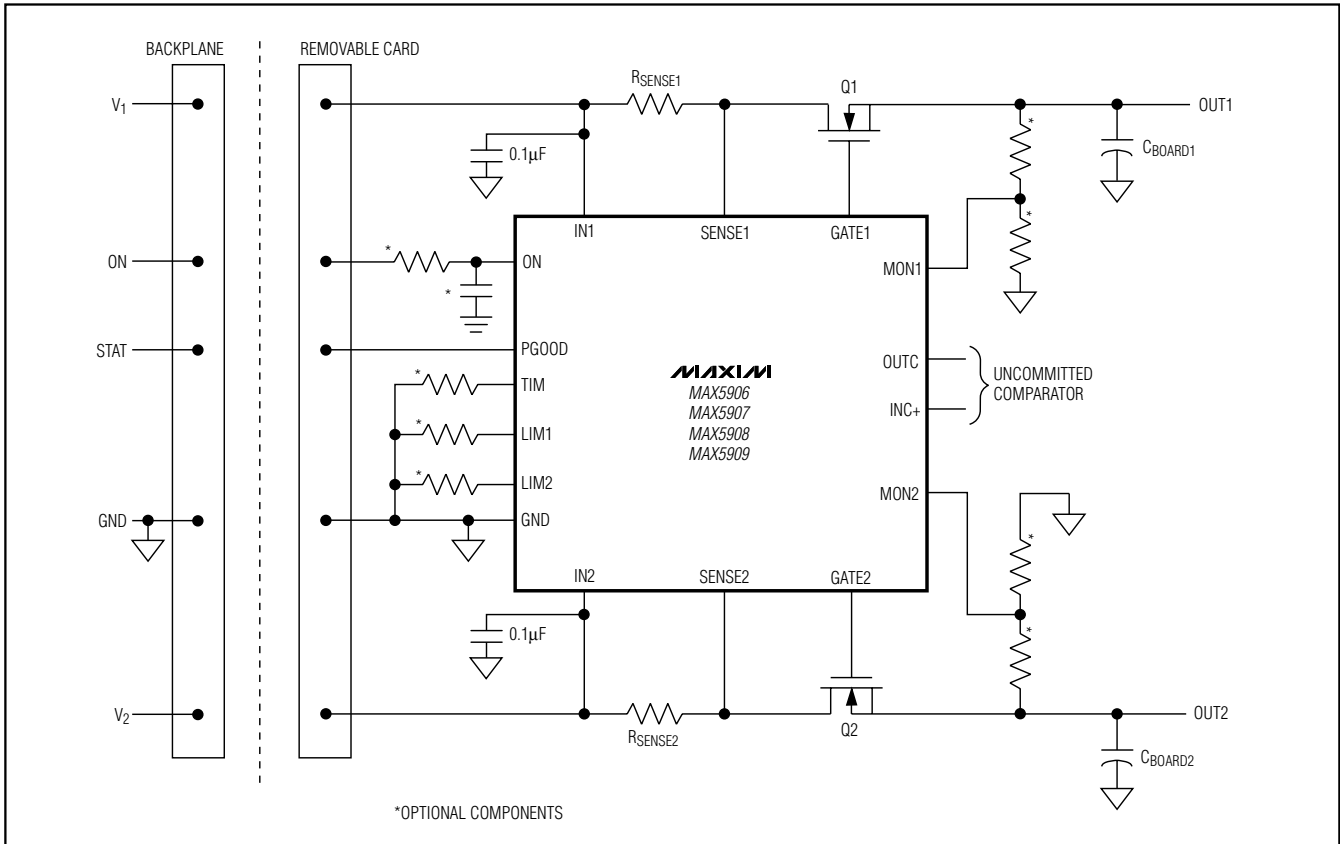 BACKPLANE
REMOVABLE CARD
V1
RSENSE1
Q1
OUT1
0.1µF
*
CBOARD1
*
IN1
SENSE1
GATE1
ON
*
ON
*
MON1
STAT
PGOOD
OUTC
UNCOMMITTED
COMPARATOR
INC+
* TIM
* LIM1
* LIM2
MAXIM
MAX5906
MAX5907
MAX5908
MAX5909
MON2
GND
GND
*
IN2
SENSE2
GATE2
0.1µF
*
V2
RSENSE2
Q2
OUT2
CBOARD2
*OPTIONAL COMPONENTS